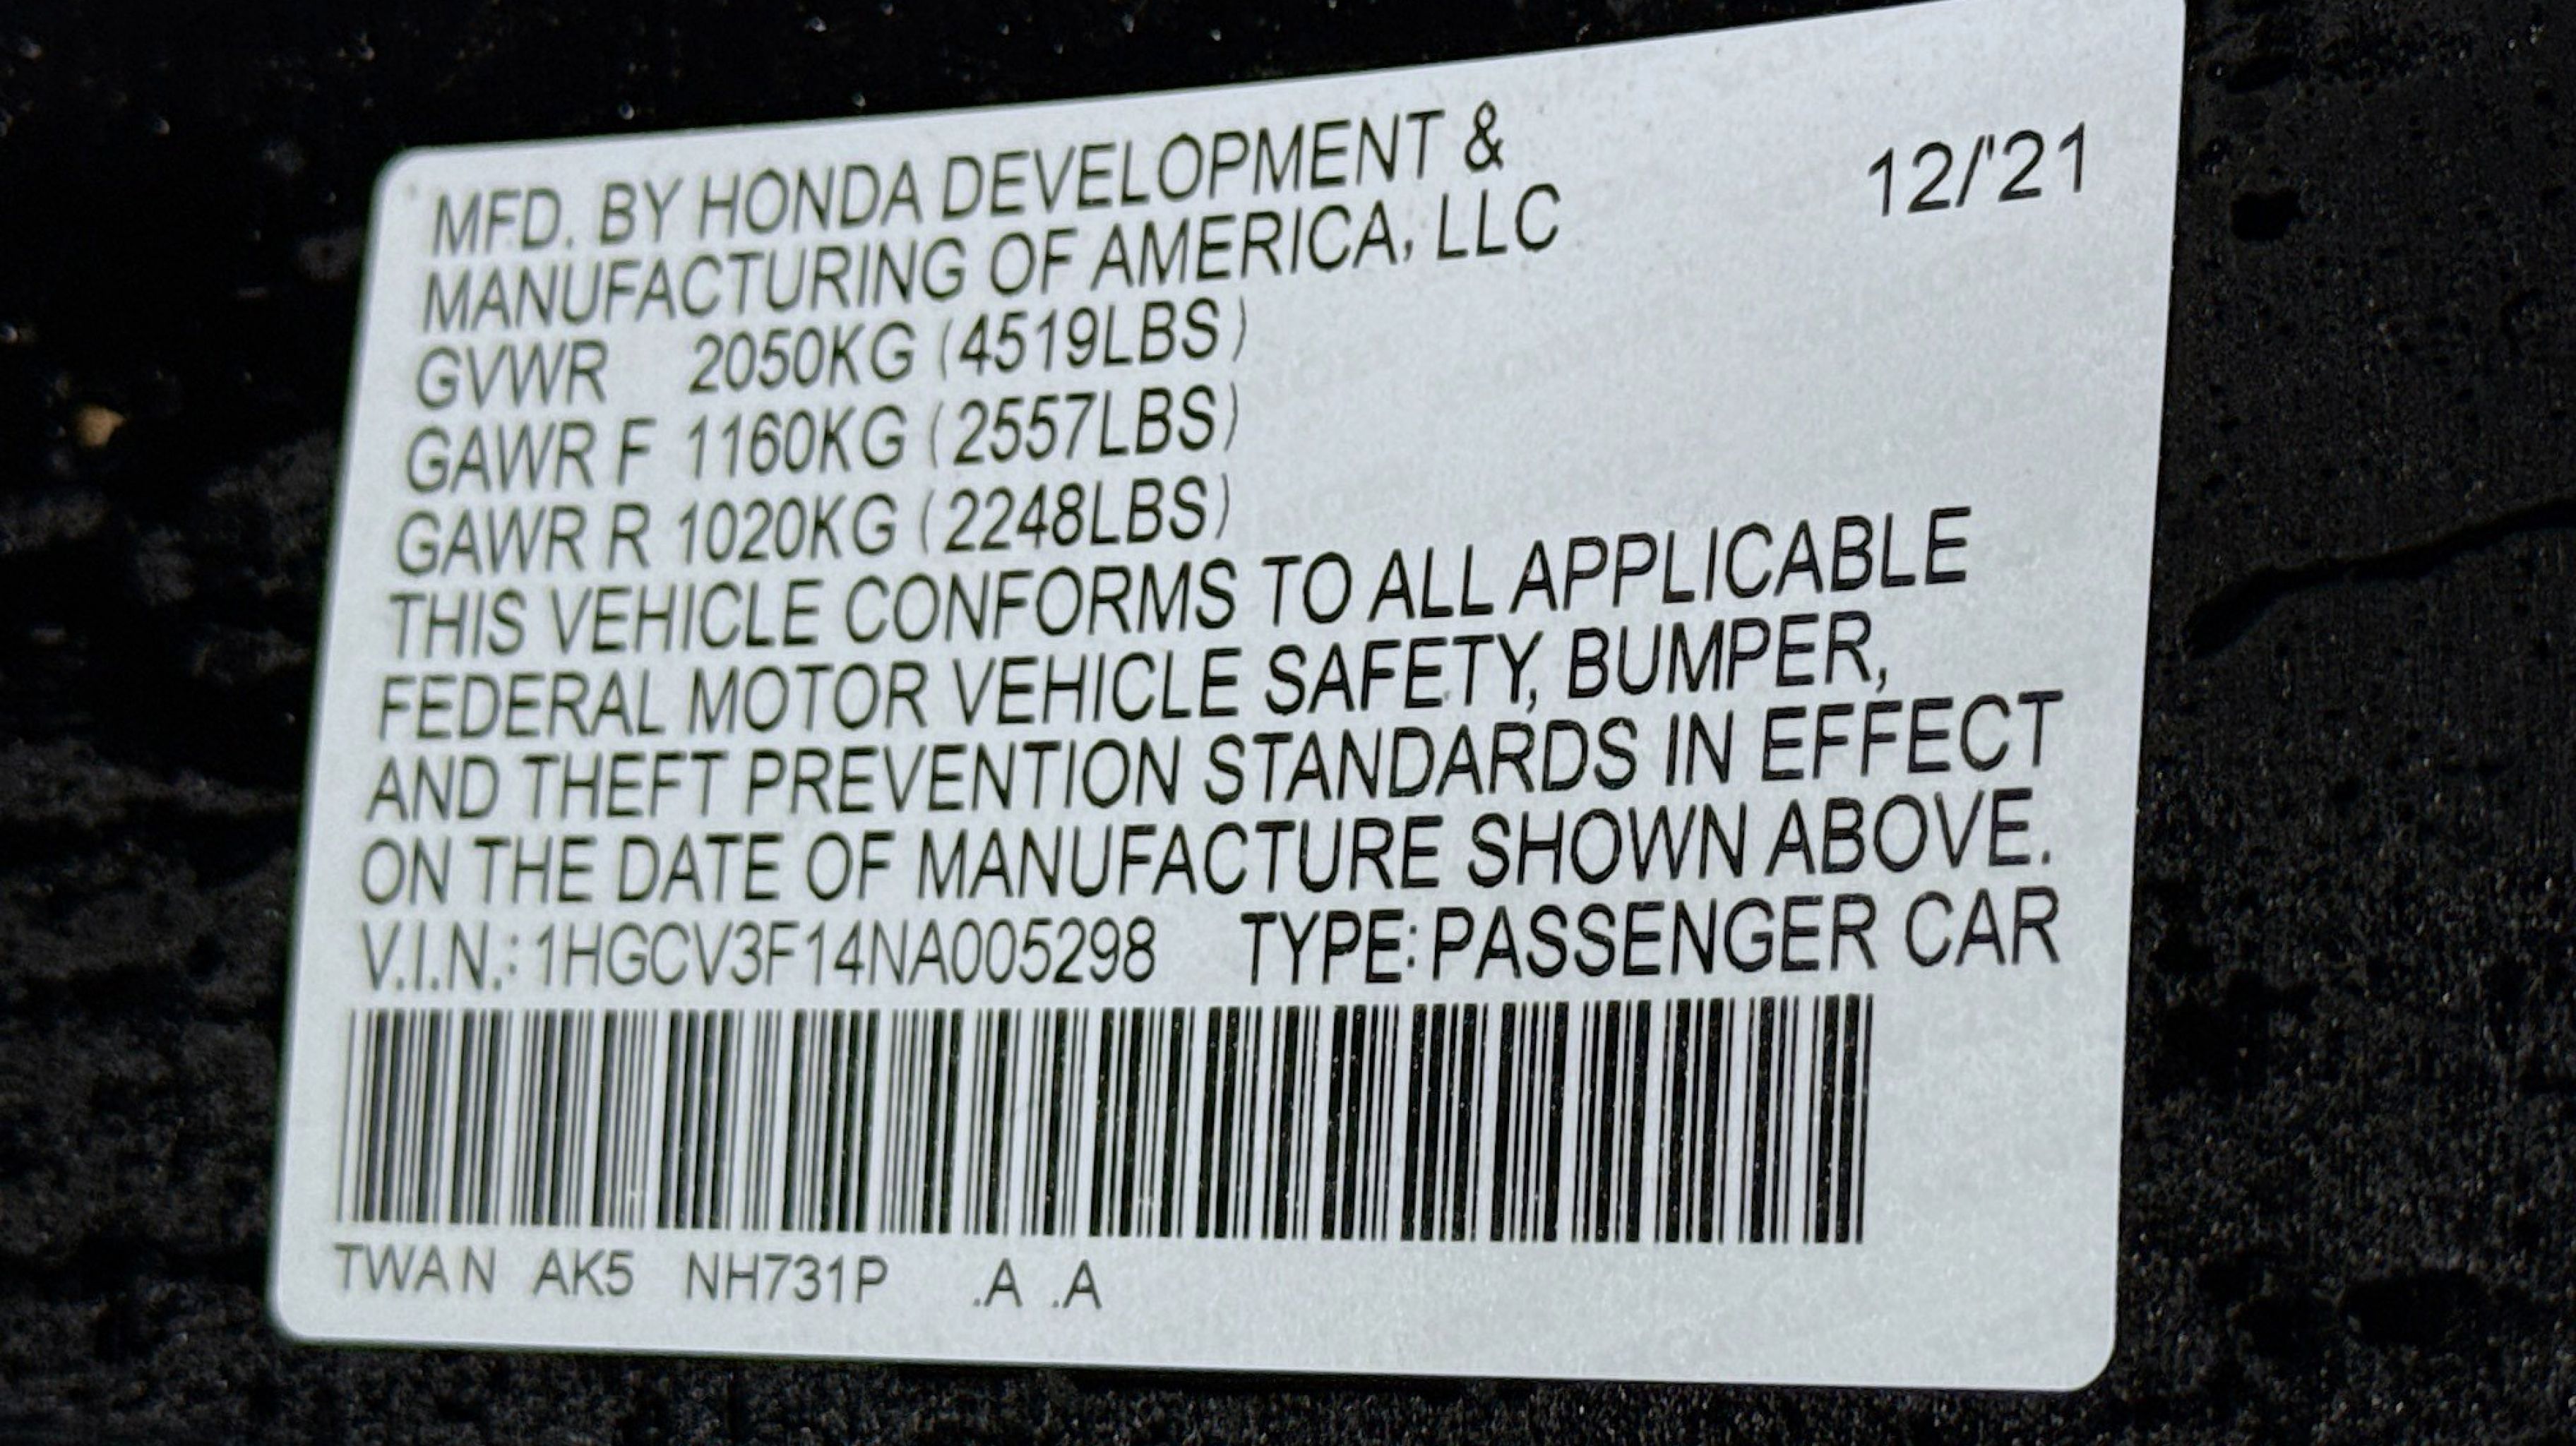 MFD. BY HONDA DEVELOPMENT &
MANUFACTURING OF AMERICA, LLC
12/'21
GVWR 2050KG (4519LBS)
GAWR F 1160KG (2557LBS)
GAWR R 1020KG (2248LBS)
THIS VEHICLE CONFORMS TO ALL APPLICABLE
FEDERAL MOTOR VEHICLE SAFETY, BUMPER,
AND THEFT PREVENTION STANDARDS IN EFFECT
ON THE DATE OF MANUFACTURE SHOWN ABOVE.
V.I.N.: 1HGCV3F14NA005298 TYPE: PASSENGER CAR
TWAN AK5 NH731P .A .A